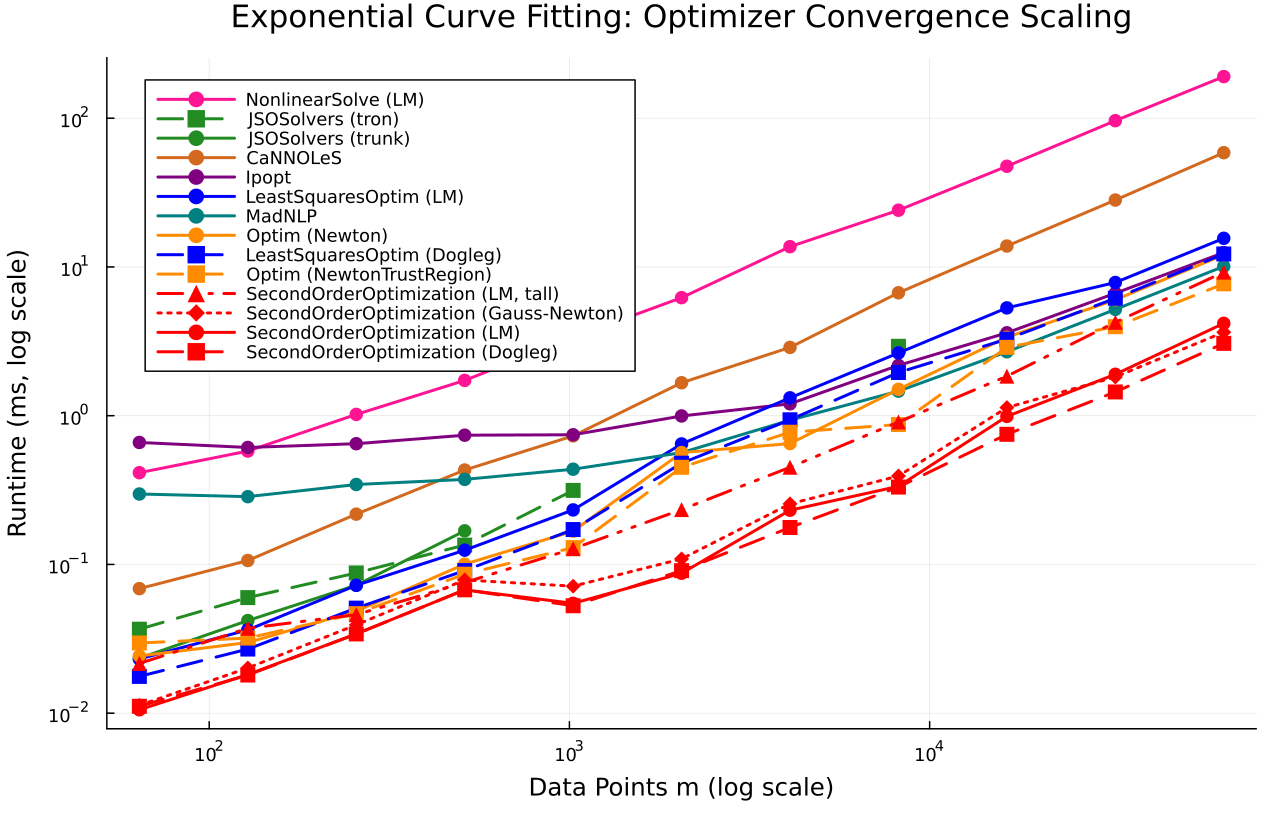 Exponential Curve Fitting: Optimizer Convergence Scaling
Runtime (ms, log scale)
10²
10¹
10⁰
10⁻¹
10⁻²
NonlinearSolve (LM)
JSOSolvers (tron)
JSOSolvers (trunk)
CaNNOLeS
Ipopt
LeastSquaresOptim (LM)
MadNLP
Optim (Newton)
LeastSquaresOptim (Dogleg)
Optim (NewtonTrustRegion)
SecondOrderOptimization (LM, tall)
SecondOrderOptimization (Gauss-Newton)
SecondOrderOptimization (LM)
SecondOrderOptimization (Dogleg)
10² 10³ 10⁴
Data Points m (log scale)